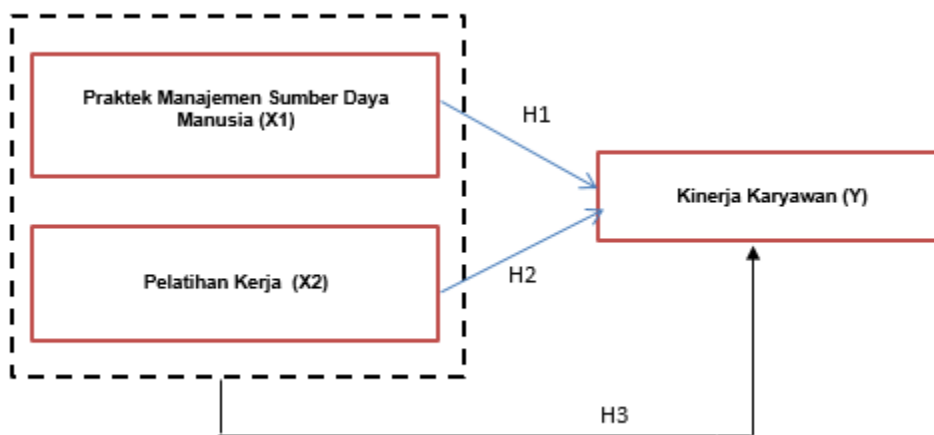 Praktek Manajemen Sumber Daya
Manusia (X1)
H1
Kinerja Karyawan (Y)
Pelatihan Kerja (X2)
H2
H3